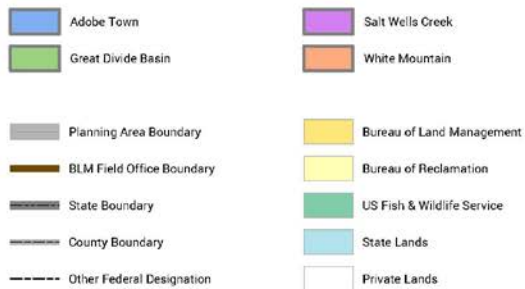 Adobe Town
Great Divide Basin
Salt Wells Creek
White Mountain
Planning Area Boundary
BLM Field Office Boundary
State Boundary
County Boundary
Other Federal Designation
Bureau of Land Management
Bureau of Reclamation
US Fish & Wildlife Service
State Lands
Private Lands